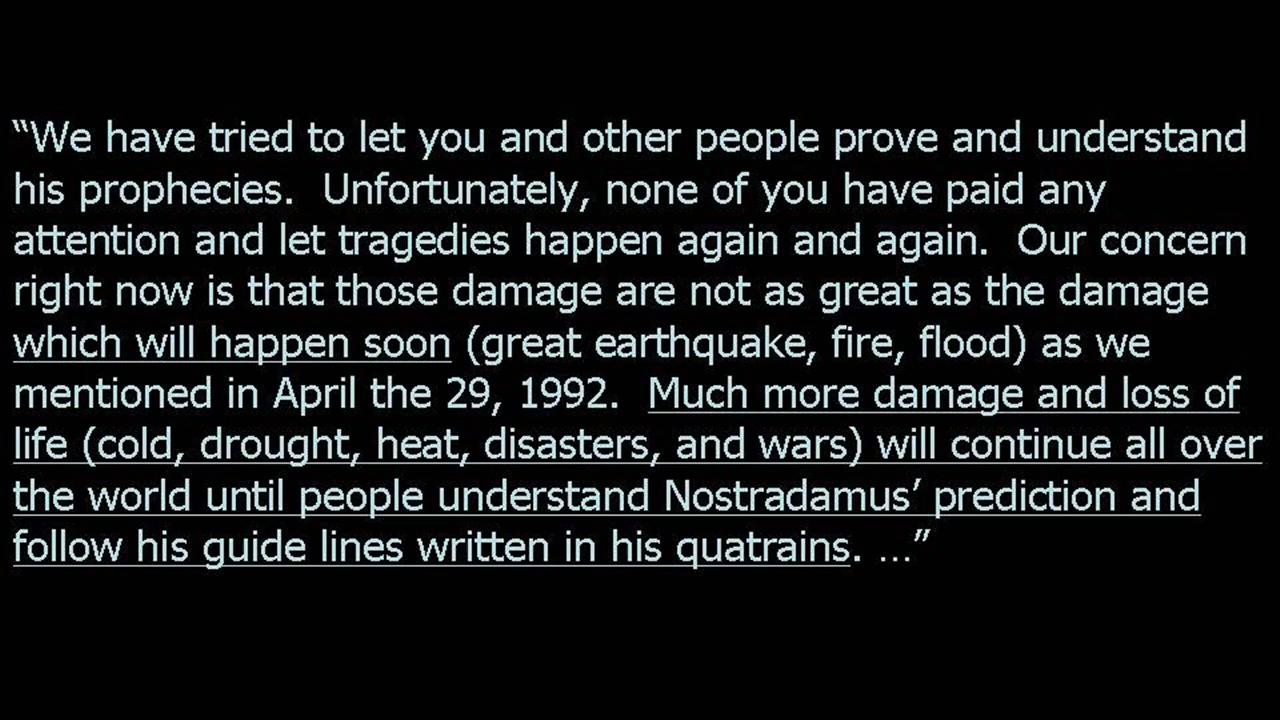 “We have tried to let you and other people prove and understand
his prophecies.  Unfortunately, none of you have paid any
attention and let tragedies happen again and again.  Our concern
right now is that those damage are not as great as the damage
which will happen soon (great earthquake, fire, flood) as we
mentioned in April the 29, 1992.  Much more damage and loss of
life (cold, drought, heat, disasters, and wars) will continue all over
the world until people understand Nostradamus’ prediction and
follow his guide lines written in his quatrains. …”